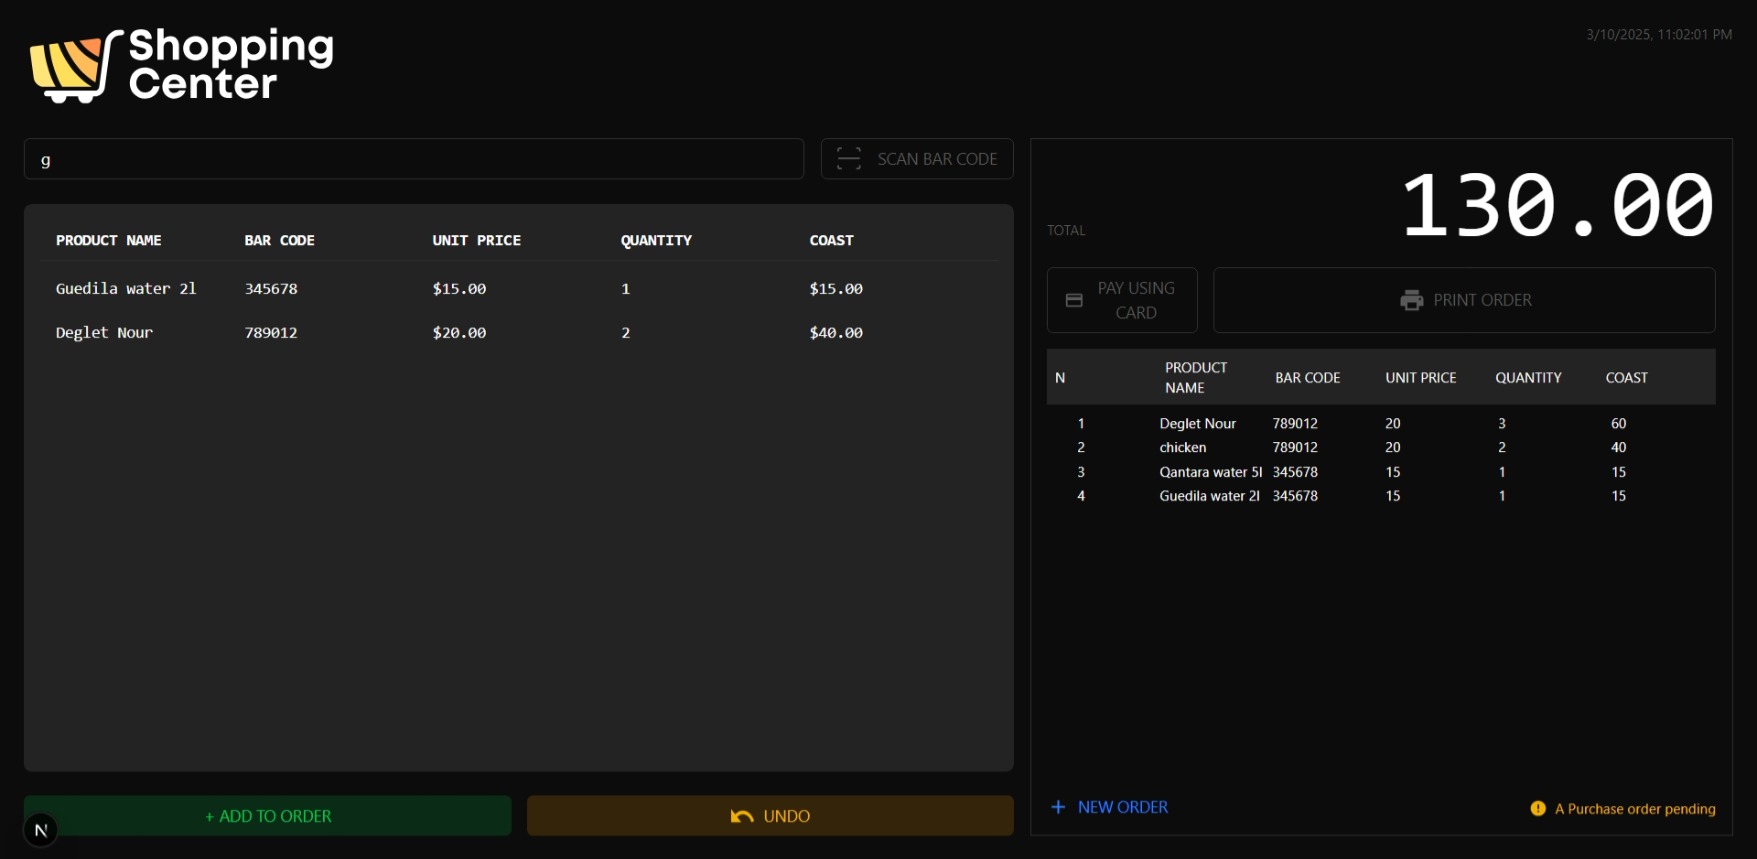 Shopping
Center
3/10/2025, 11:02:01 PM
g
SCAN BAR CODE
PRODUCT NAME BAR CODE UNIT PRICE QUANTITY COAST
Guedila water 2l 345678 $15.00 1 $15.00
Deglet Nour 789012 $20.00 2 $40.00
+ ADD TO ORDER
UNDO
N
TOTAL 130.00
PAY USING
CARD
PRINT ORDER
N PRODUCT NAME BAR CODE UNIT PRICE QUANTITY COAST
1 Deglet Nour 789012 20 3 60
2 chicken 789012 20 2 40
3 Qantara water 5l 345678 15 1 15
4 Guedila water 2l 345678 15 1 15
+ NEW ORDER
! A Purchase order pending